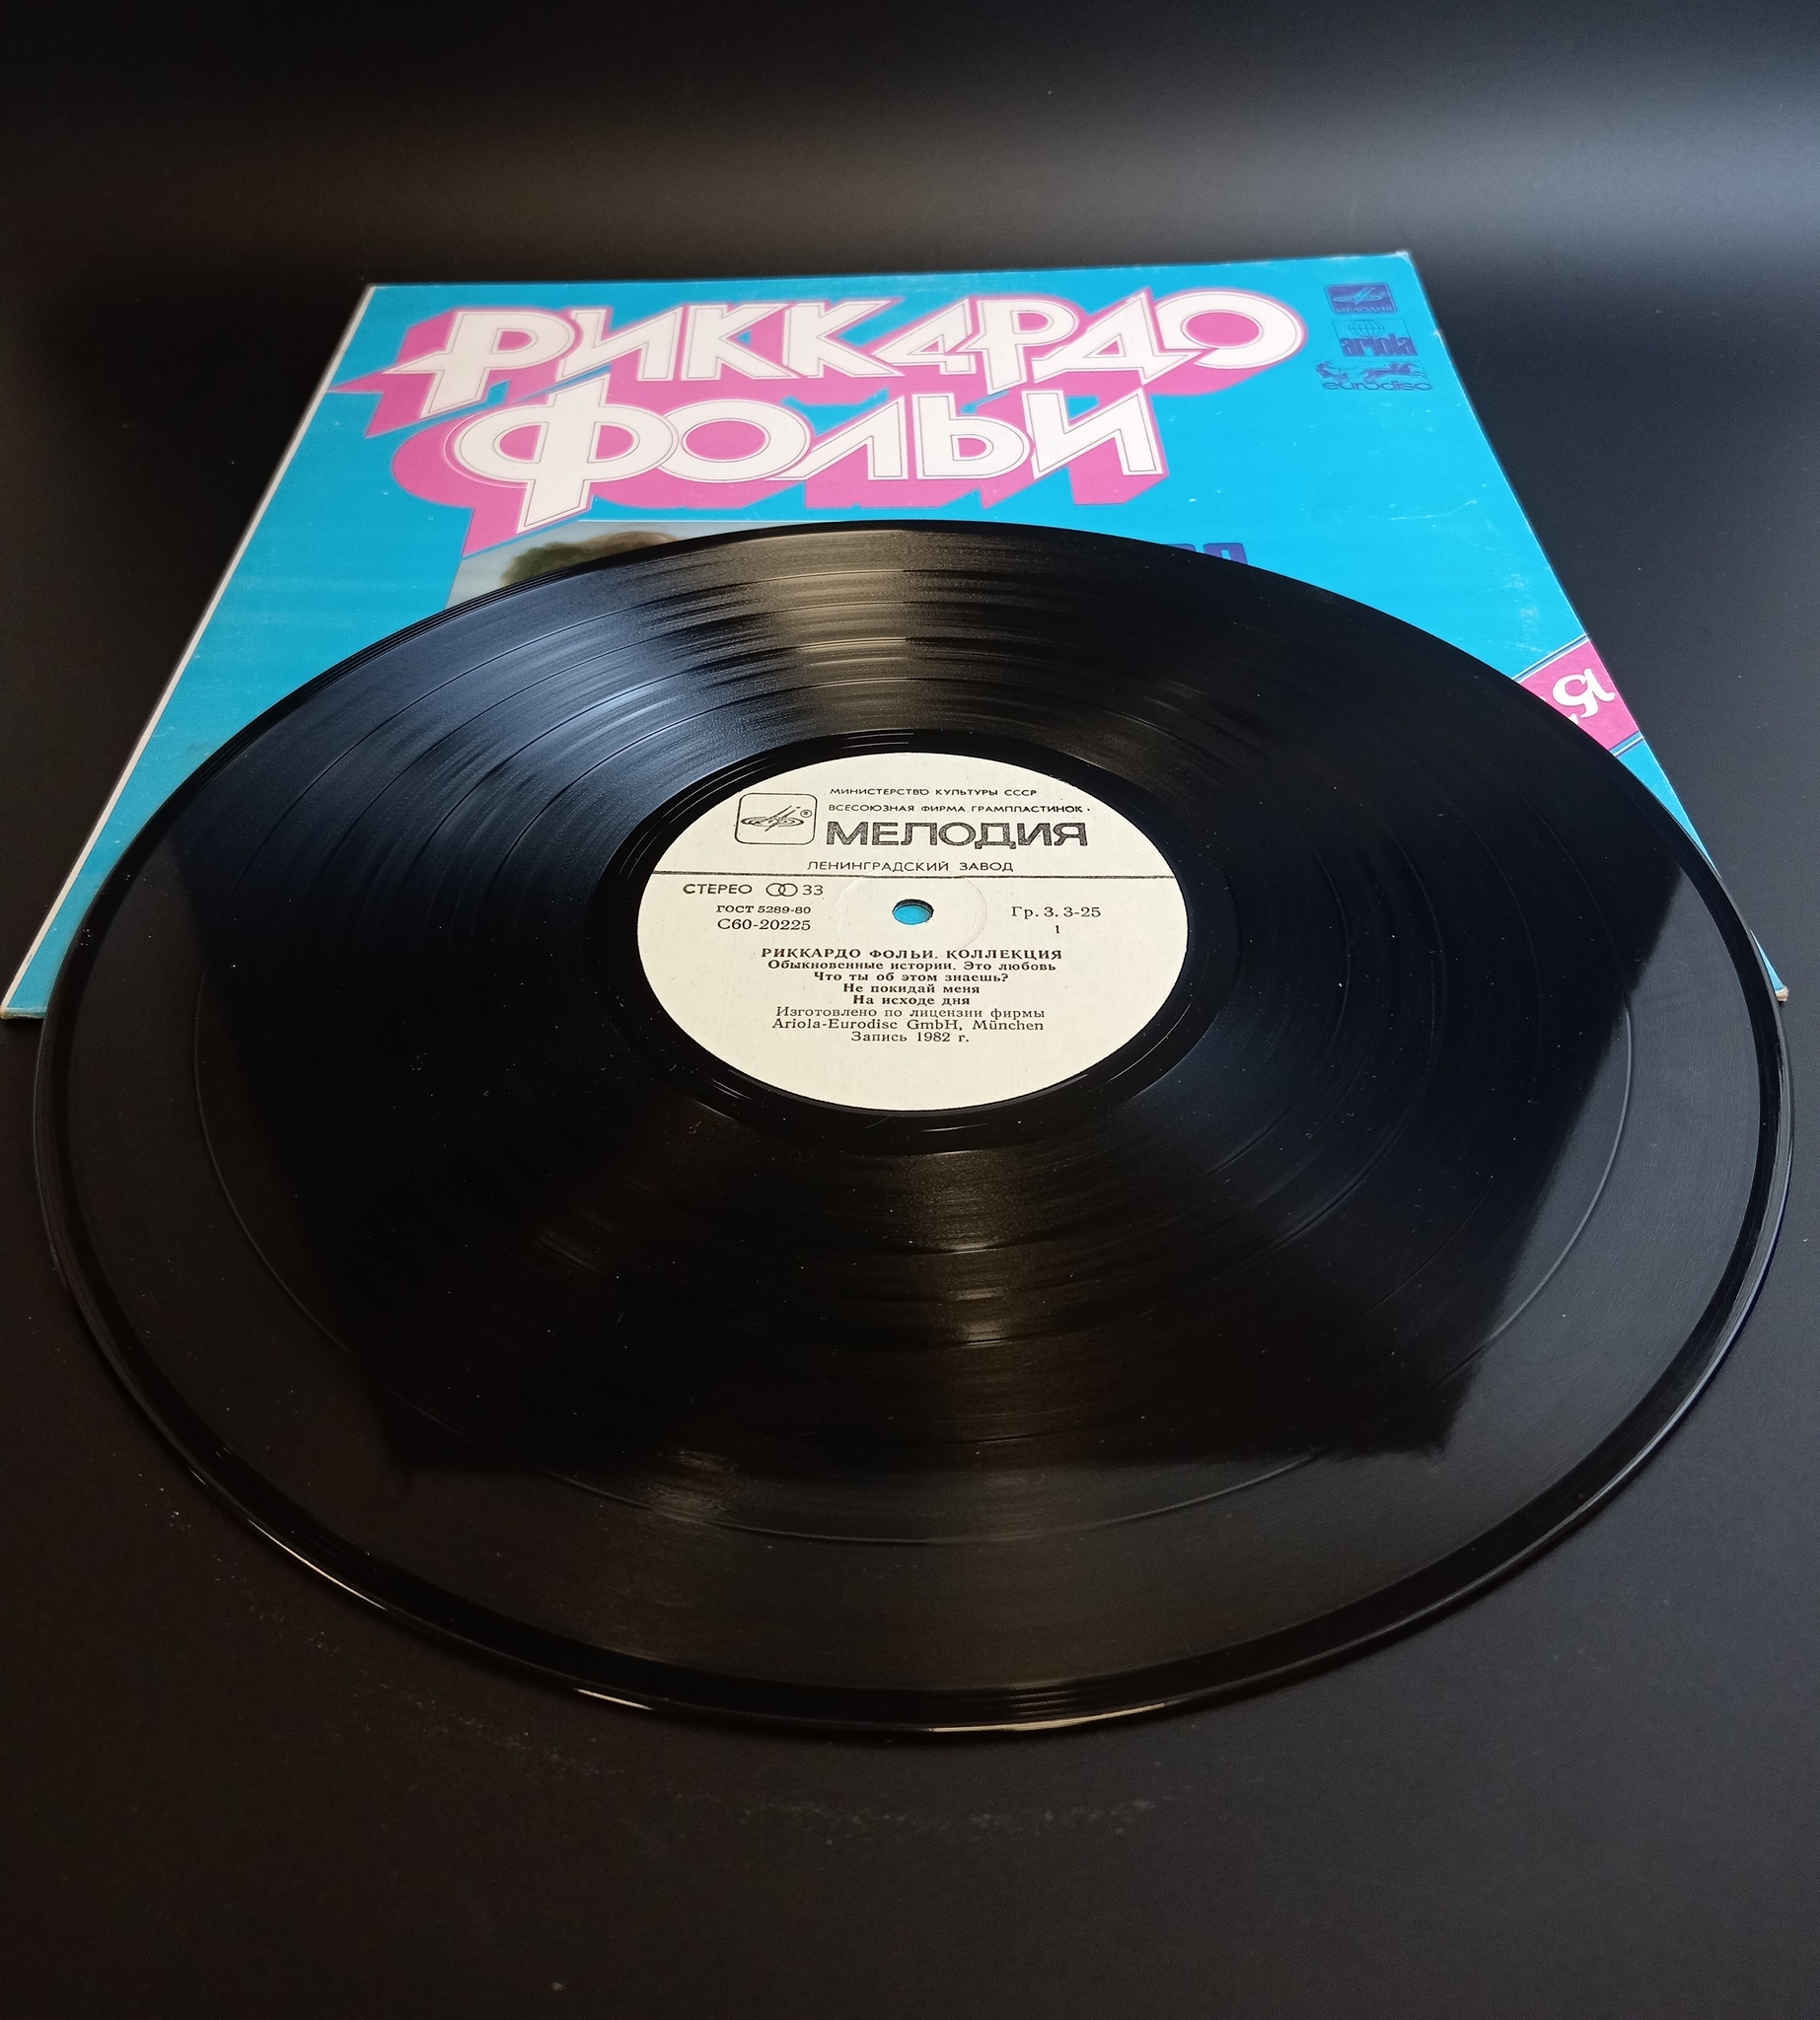 РИККАРДО
ФОЛЬИ
МЕЛОДИЯ
ariola
eurodisc
Я
МИНИСТЕРСТВО КУЛЬТУРЫ СССР
ВСЕСОЮЗНАЯ ФИРМА ГРАМПЛАСТИНОК
МЕЛОДИЯ
ЛЕНИНГРАДСКИЙ ЗАВОД
СТЕРЕО 33
ГОСТ 5289-80
С60-20225
Гр. 3. 3-25
1
РИККАРДО ФОЛЬИ. КОЛЛЕКЦИЯ
Обыкновенные истории. Это любовь
Что ты об этом знаешь?
Не покидай меня
На исходе дня
Изготовлено по лицензии фирмы
Ariola-Eurodisc GmbH, München
Запись 1982 г.